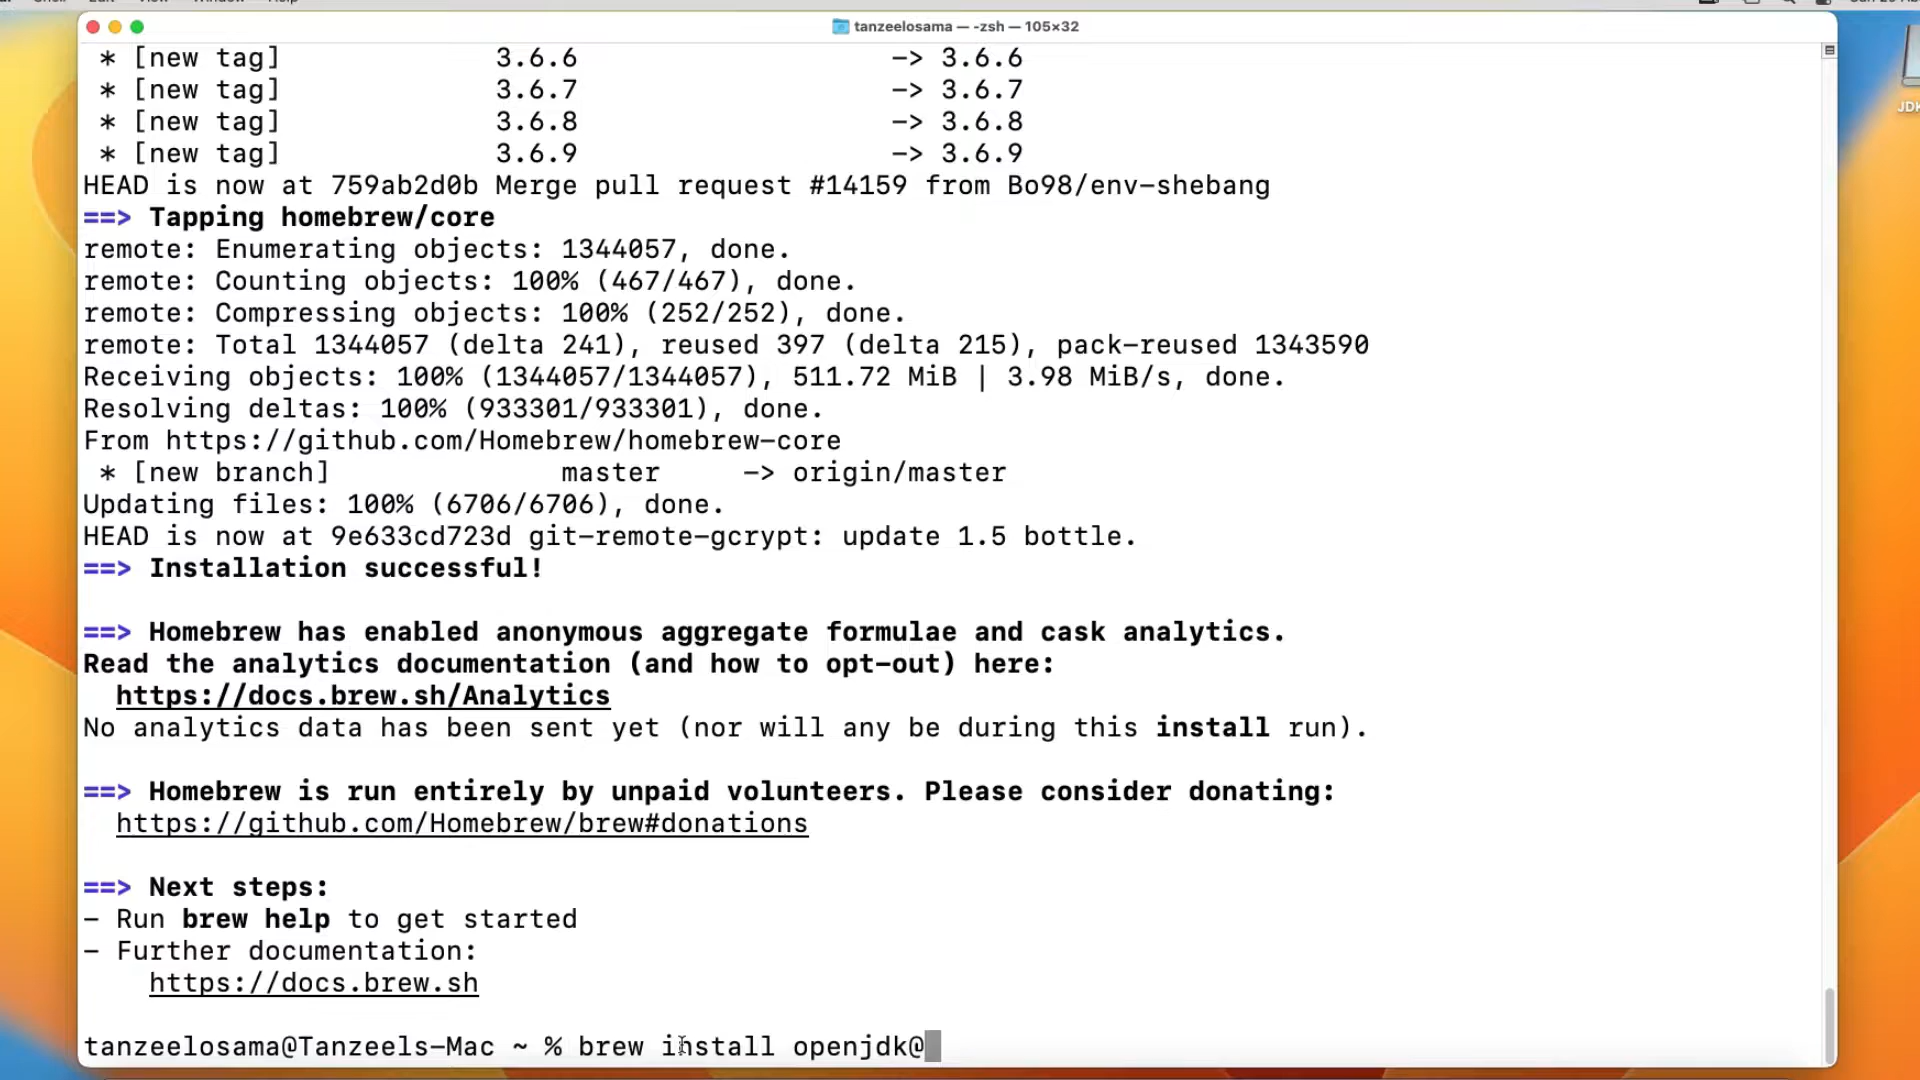 Shell Edit View Window Help
tanzeelosama — -zsh — 105×32
* [new tag] 3.6.6 -> 3.6.6
* [new tag] 3.6.7 -> 3.6.7
* [new tag] 3.6.8 -> 3.6.8
* [new tag] 3.6.9 -> 3.6.9
HEAD is now at 759ab2d0b Merge pull request #14159 from Bo98/env-shebang
==> Tapping homebrew/core
remote: Enumerating objects: 1344057, done.
remote: Counting objects: 100% (467/467), done.
remote: Compressing objects: 100% (252/252), done.
remote: Total 1344057 (delta 241), reused 397 (delta 215), pack-reused 1343590
Receiving objects: 100% (1344057/1344057), 511.72 MiB | 3.98 MiB/s, done.
Resolving deltas: 100% (933301/933301), done.
From https://github.com/Homebrew/homebrew-core
* [new branch] master -> origin/master
Updating files: 100% (6706/6706), done.
HEAD is now at 9e633cd723d git-remote-gcrypt: update 1.5 bottle.
==> Installation successful!
==> Homebrew has enabled anonymous aggregate formulae and cask analytics.
Read the analytics documentation (and how to opt-out) here:
https://docs.brew.sh/Analytics
No analytics data has been sent yet (nor will any be during this install run).
==> Homebrew is run entirely by unpaid volunteers. Please consider donating:
https://github.com/Homebrew/brew#donations
==> Next steps:
- Run brew help to get started
- Further documentation:
https://docs.brew.sh
tanzeelosama@Tanzeels-Mac ~ % brew install openjdk@